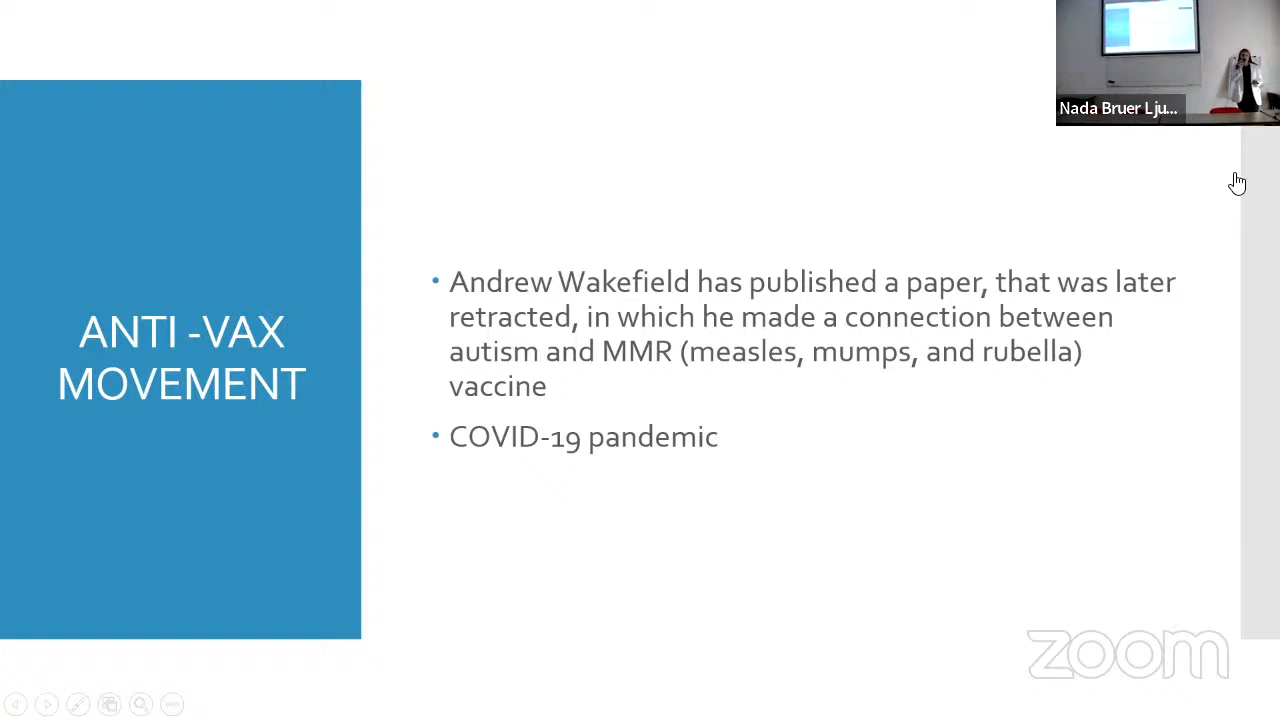 Nada Bruer Lju...
ANTI -VAX
MOVEMENT
• Andrew Wakefield has published a paper, that was later
retracted, in which he made a connection between
autism and MMR (measles, mumps, and rubella)
vaccine
• COVID-19 pandemic
zoom